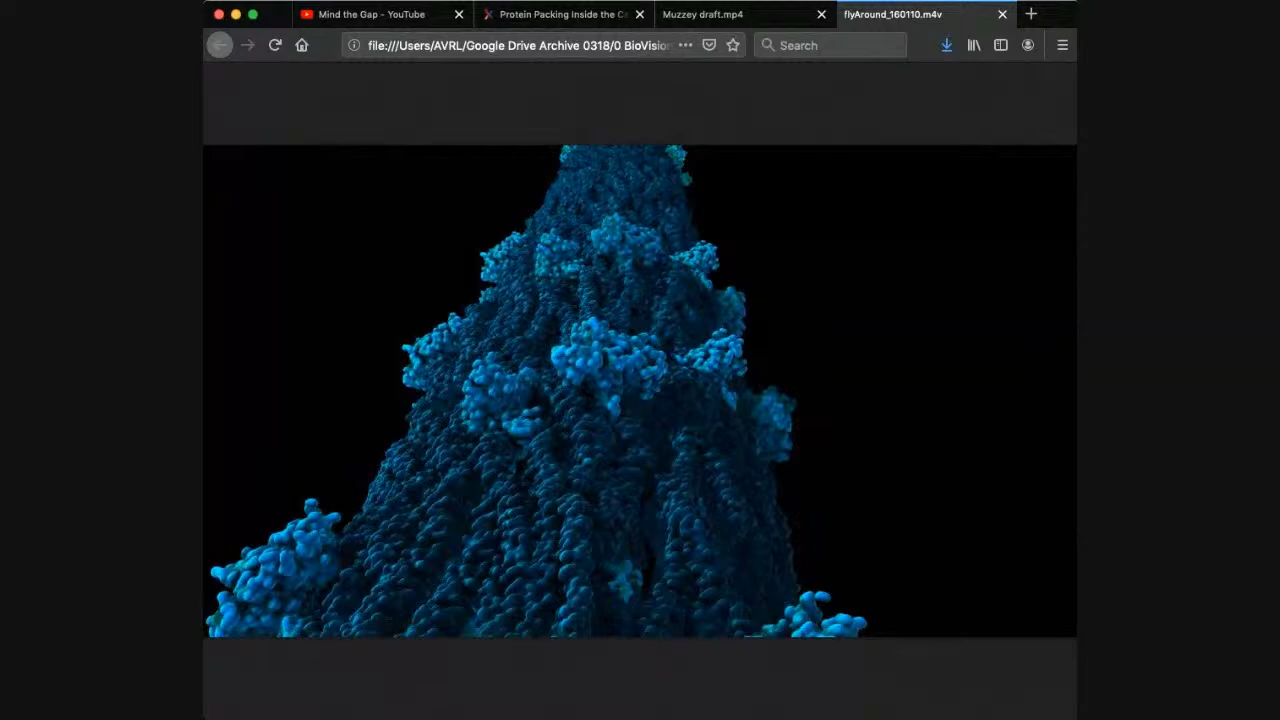 Mind the Gap - YouTube
Protein Packing Inside the Ce
Muzzey draft.mp4
flyAround_160110.m4v
file:///Users/AVRL/Google Drive Archive 0318/0 BioVision
Search